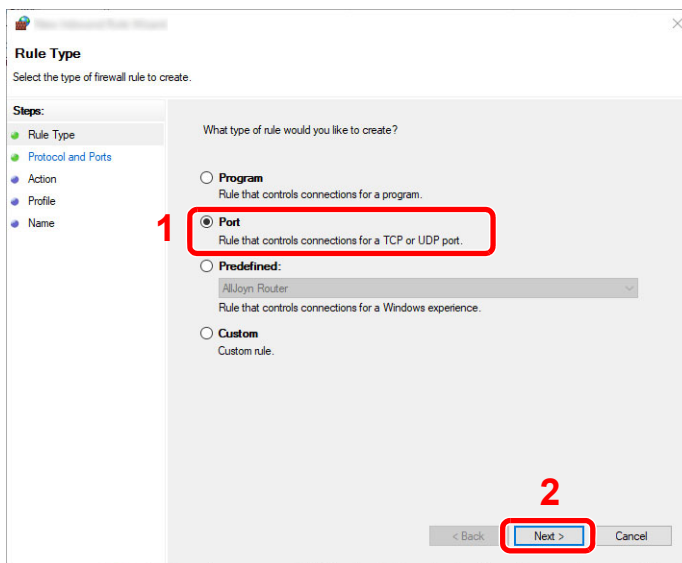 Rule Type
Select the type of firewall rule to create.
Steps:
Rule Type
Protocol and Ports
Action
Profile
Name
What type of rule would you like to create?
Program
Rule that controls connections for a program.
1
Port
Rule that controls connections for a TCP or UDP port.
Predefined:
AllJoyn Router
Rule that controls connections for a Windows experience.
Custom
Custom rule.
2
< Back
Next >
Cancel